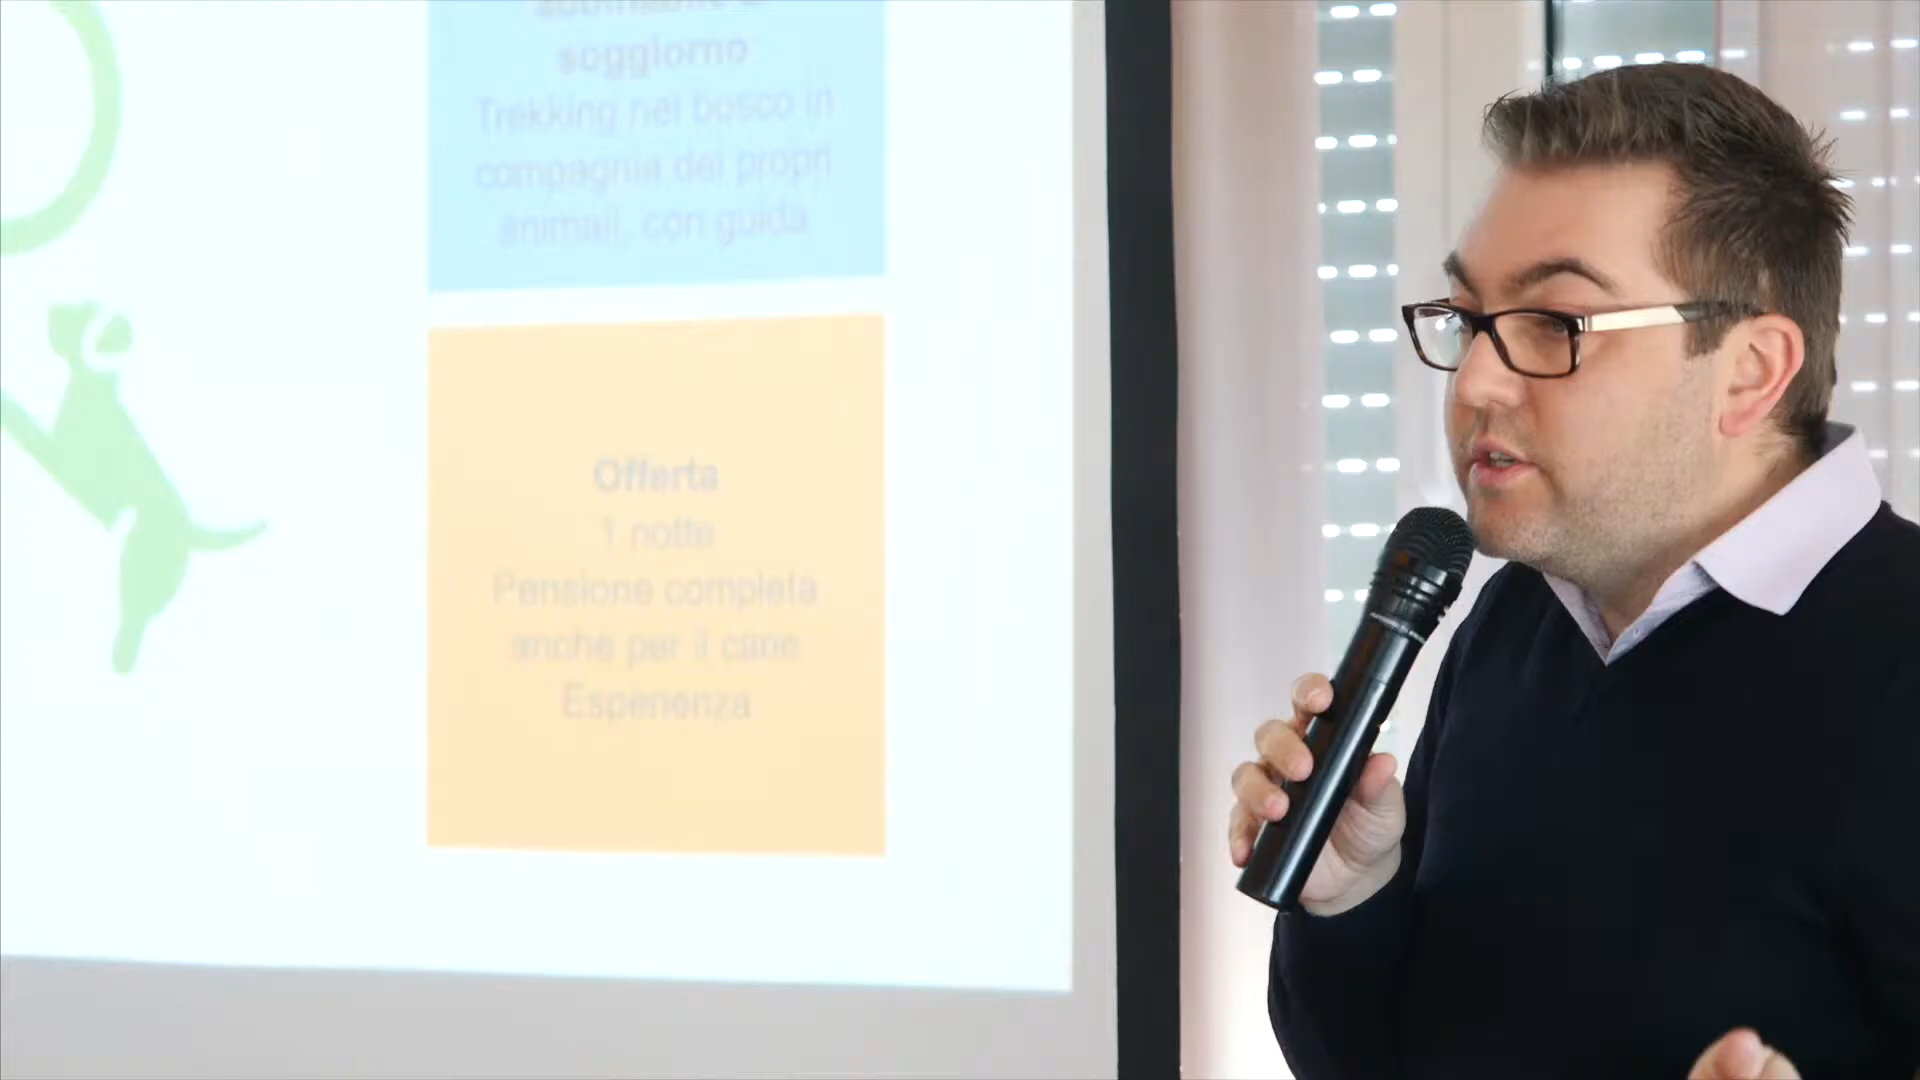 soggiorno
Trekking nel bosco in
compagnia dei propri
animali, con guida
Offerta
1 notte
Pensione completa
anche per il cane
Esperienza